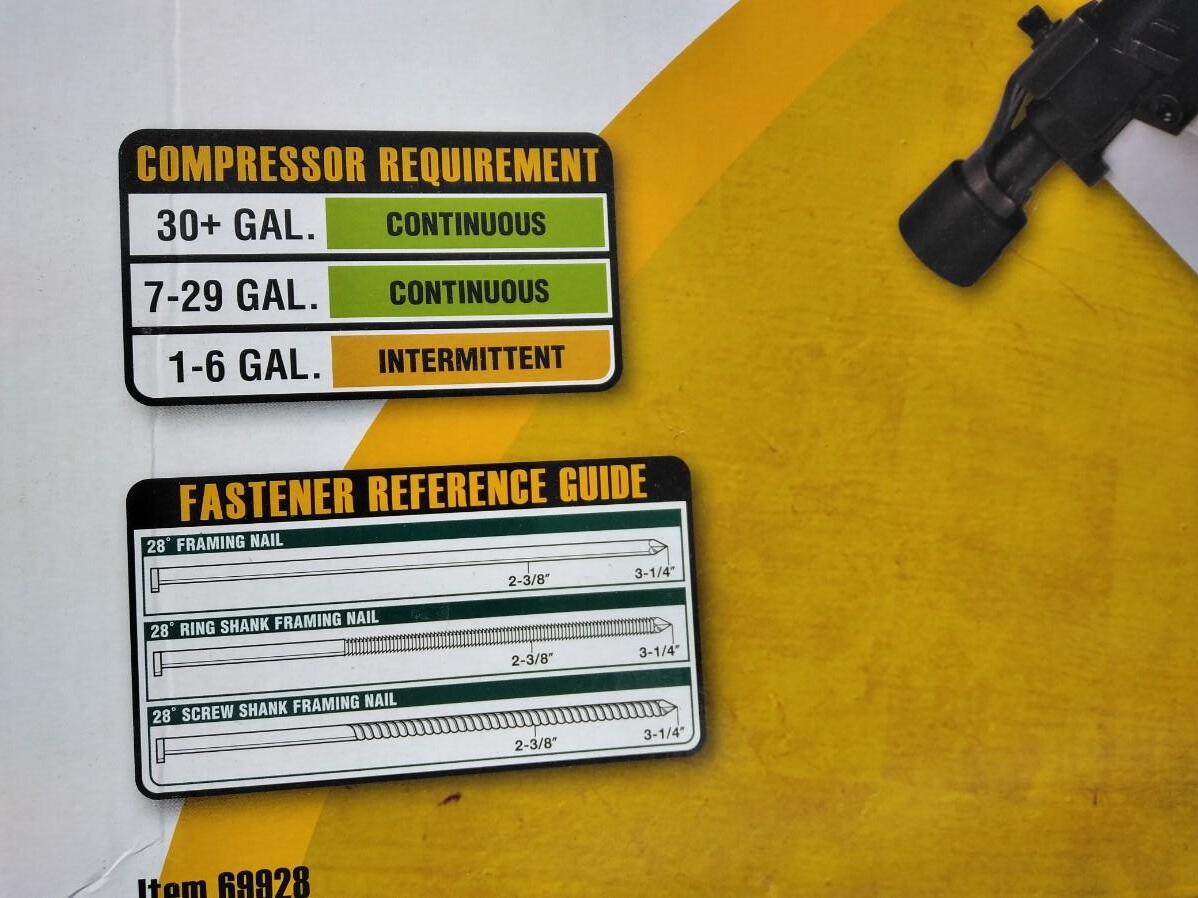 COMPRESSOR REQUIREMENT
30+ GAL. CONTINUOUS
7-29 GAL. CONTINUOUS
1-6 GAL. INTERMITTENT
FASTENER REFERENCE GUIDE
28° FRAMING NAIL
2-3/8" 3-1/4"
28° RING SHANK FRAMING NAIL
2-3/8" 3-1/4"
28° SCREW SHANK FRAMING NAIL
2-3/8" 3-1/4"
Item 69928